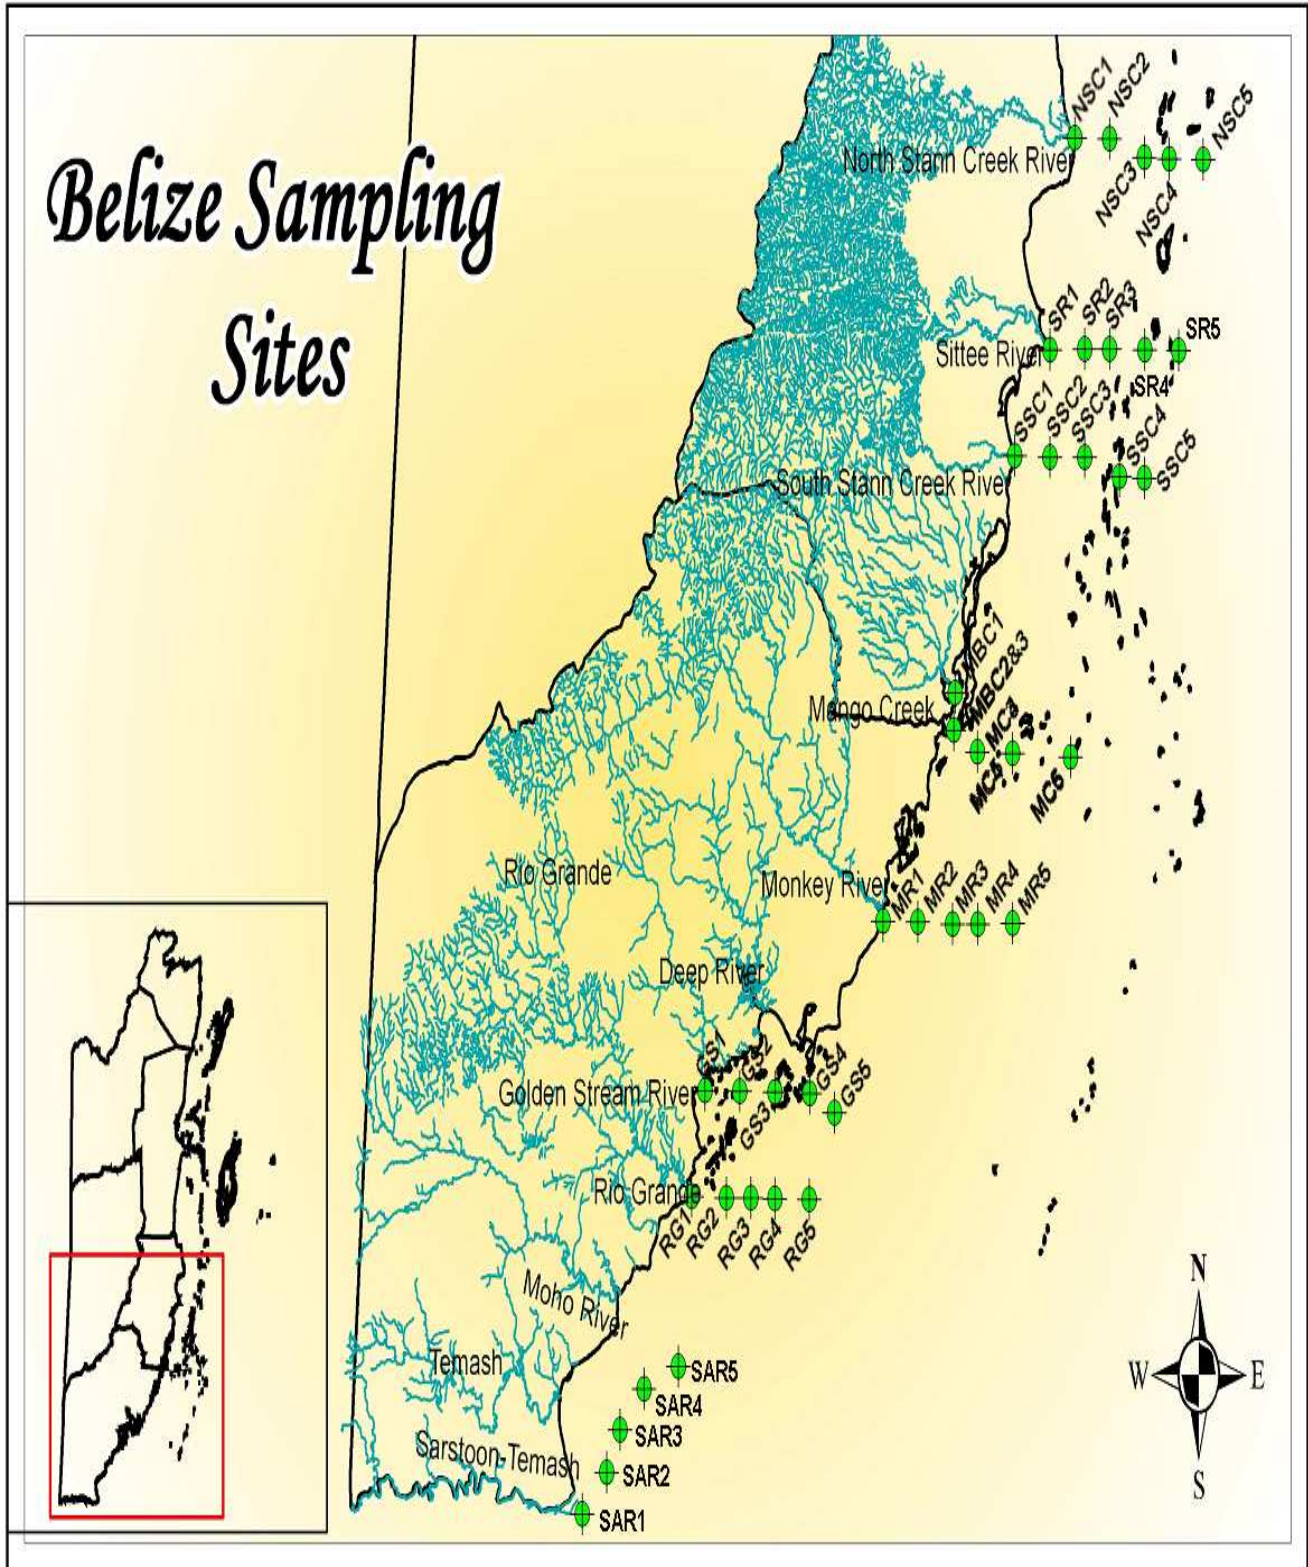 Belize Sampling
Sites
NSC1
NSC2
NSC3
NSC4
NSC5
North Stann Creek River
SR1
SR2
SR3
SR4
SR5
Sittee River
SSC1
SSC2
SSC3
SSC4
SSC5
South Stann Creek River
MBC1
MBC2&3
Mango Creek
MC5
Rio Grande
Monkey River
MR1
MR2
MR3
MR4
MR5
Deep River
GS1
GS2
GS3
GS4
GS5
Golden Stream River
Rio Grande
RG1
RG2
RG3
RG4
RG5
Moho River
Temash
SAR5
SAR4
SAR3
SAR2
SAR1
Sarstoon-Temash
N
W
E
S